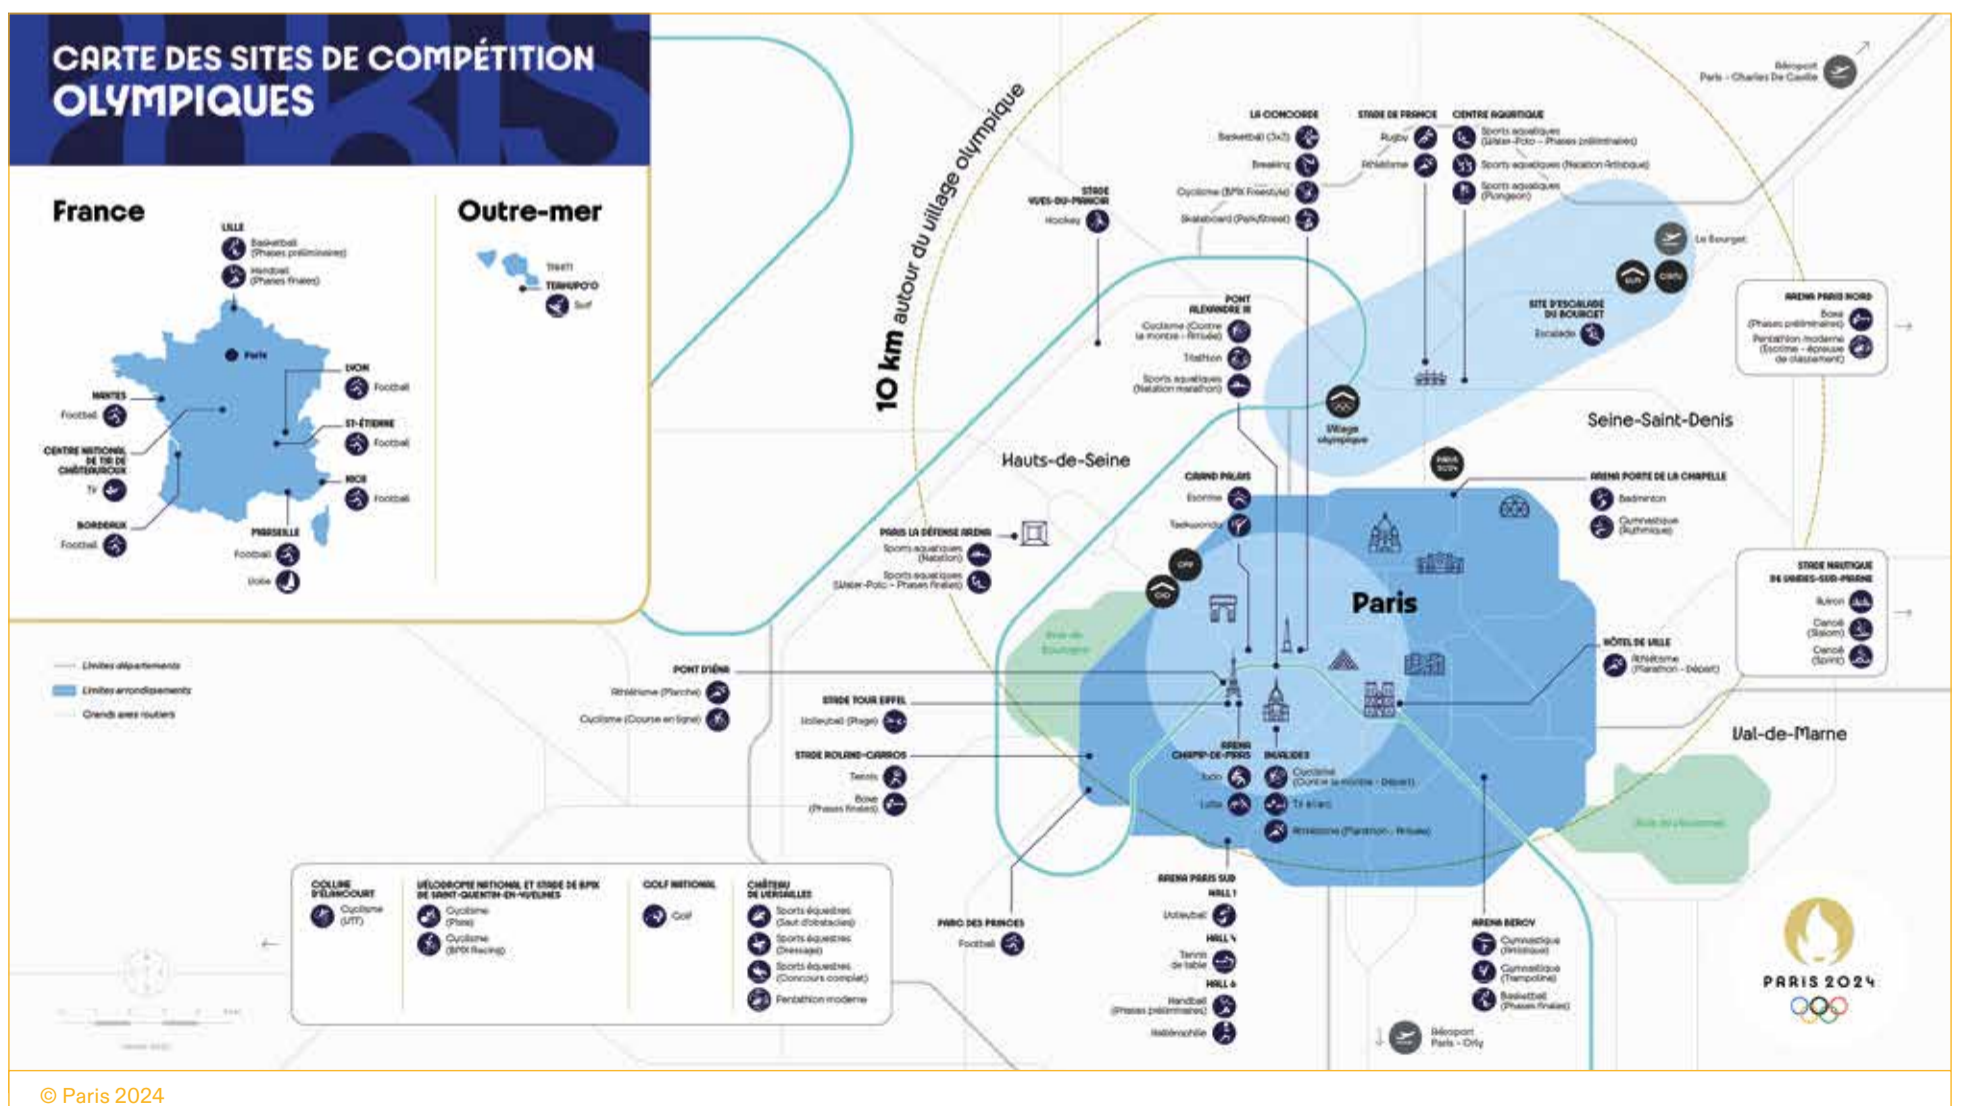 CARTE DES SITES DE COMPÉTITION
OLYMPIQUES
France
Outre-mer
LILLE
Basketball
(Phases préliminaires)
Handball
(Phases finales)
Paris
LYON
Football
NANTES
Football
ST-ÉTIENNE
Football
CENTRE NATIONAL
DE TIR DE
CHÂTEAUROUX
Tir
NICE
Football
BORDEAUX
Football
MARSEILLE
Football
Voile
TAHITI
TEAHUPO'O
Surf
Limites départements
Limites arrondissements
Grands axes routiers
10 km autour du village olympique
Aéroport
Paris - Charles De Gaulle
LA CONCORDE
Basketball (3x3)
Breaking
Cyclisme (BMX Freestyle)
Skateboard (Park/Street)
STADE DE FRANCE
Rugby
Athlétisme
CENTRE AQUATIQUE
Sports aquatiques
(Water-Polo - Phases préliminaires)
Sports aquatiques (Natation Artistique)
Sports aquatiques
(Plongeon)
STADE
YVES-DU-MANOIR
Hockey
Le Bourget
PONT
ALEXANDRE III
Cyclisme (Contre
la montre - Arrivée)
Triathlon
Sports aquatiques
(Natation marathon)
SITE D'ESCALADE
DU BOURGET
Escalade
ARENA PARIS NORD
Boxe
(Phases préliminaires)
Pentathlon moderne
(Escrime - épreuve
de classement)
Village
olympique
Seine-Saint-Denis
Hauts-de-Seine
PARIS
2024
GRAND PALAIS
Escrime
Taekwondo
ARENA PORTE DE LA CHAPELLE
Badminton
Gymnastique
(Rythmique)
PARIS LA DÉFENSE ARENA
Sports aquatiques
(Natation)
Sports aquatiques
(Water-Polo - Phases finales)
STADE NAUTIQUE
DE VAIRES-SUR-MARNE
Aviron
Canoë
(Slalom)
Canoë
(Sprint)
CIO
Paris
Bois de
Boulogne
HÔTEL DE VILLE
Athlétisme
(Marathon - Départ)
PONT D'IÉNA
Athlétisme (Marche)
Cyclisme (Course en ligne)
STADE TOUR EIFFEL
Volleyball (Plage)
STADE ROLAND-GARROS
Tennis
Boxe
(Phases finales)
Val-de-Marne
ARENA
CHAMP-DE-MARS
Judo
Lutte
INVALIDES
Cyclisme
(Contre la montre - Départ)
Tir à l'arc
Athlétisme (Marathon - Arrivée)
Bois de Vincennes
COLLINE
D'ÉLANCOURT
Cyclisme
(VTT)
VÉLODROME NATIONAL ET STADE DE BMX
DE SAINT-QUENTIN-EN-YVELINES
Cyclisme
(Piste)
Cyclisme
(BMX Racing)
GOLF NATIONAL
Golf
CHÂTEAU
DE VERSAILLES
Sports équestres
(Saut d'obstacles)
Sports équestres
(Dressage)
Sports équestres
(Concours complet)
Pentathlon moderne
PARC DES PRINCES
Football
ARENA PARIS SUD
HALL 1
Volleyball
HALL 4
Tennis
de table
HALL 6
Handball
(Phases préliminaires)
Haltérophilie
ARENA BERCY
Gymnastique
(Artistique)
Gymnastique
(Trampoline)
Basketball
(Phases finales)
Aéroport
Paris - Orly
PARIS 2024
© Paris 2024